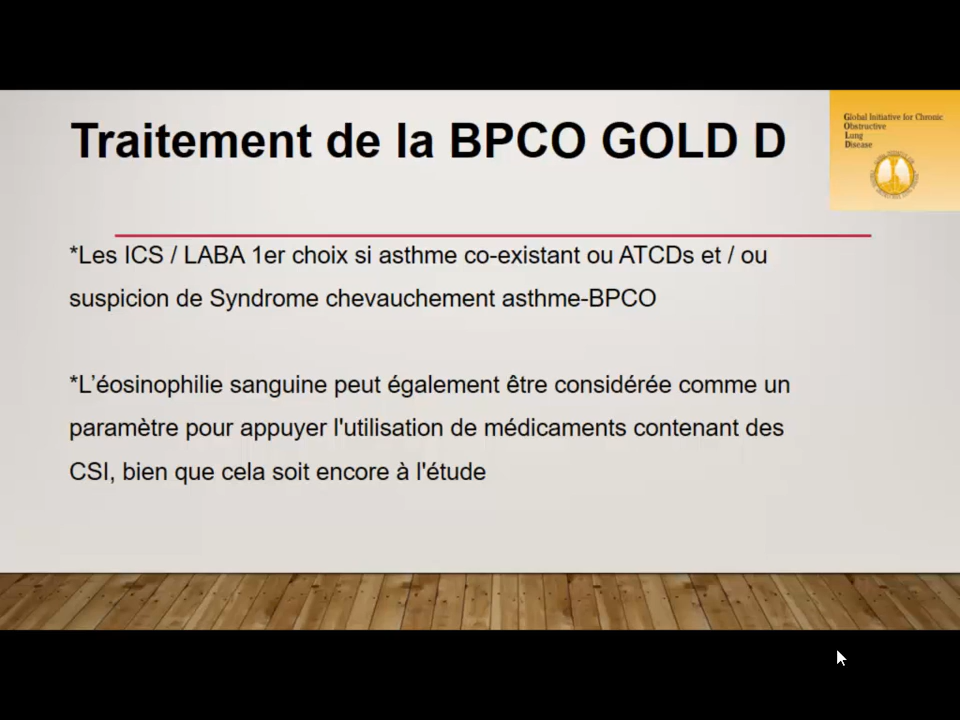 Traitement de la BPCO GOLD D
Global Initiative for Chronic
Obstructive
Lung
Disease
*Les ICS / LABA 1er choix si asthme co-existant ou ATCDs et / ou
suspicion de Syndrome chevauchement asthme-BPCO
*L’éosinophilie sanguine peut également être considérée comme un
paramètre pour appuyer l'utilisation de médicaments contenant des
CSI, bien que cela soit encore à l'étude